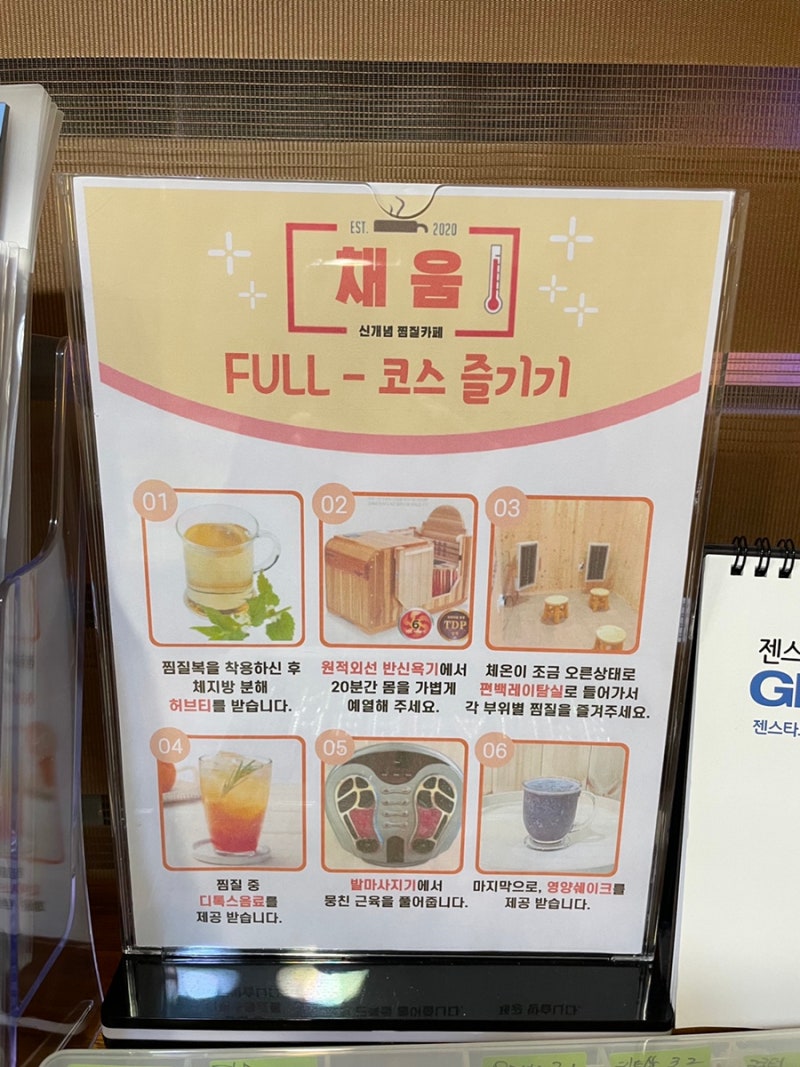 EST. 2020
채움
신개념 찜질카페
FULL - 코스 즐기기
01
찜질복을 착용하신 후
체지방 분해
허브티를 받습니다.
02
6
TDP
원적외선 반신욕기에서
20분간 몸을 가볍게
예열해 주세요.
03
체온이 조금 오른상태로
편백레이탈실로 들어가서
각 부위별 찜질을 즐겨주세요.
04
찜질 중
디톡스음료를
제공 받습니다.
05
발마사지기에서
뭉친 근육을 풀어줍니다.
06
마지막으로, 영양쉐이크를
제공 받습니다.
젠스
젠스타